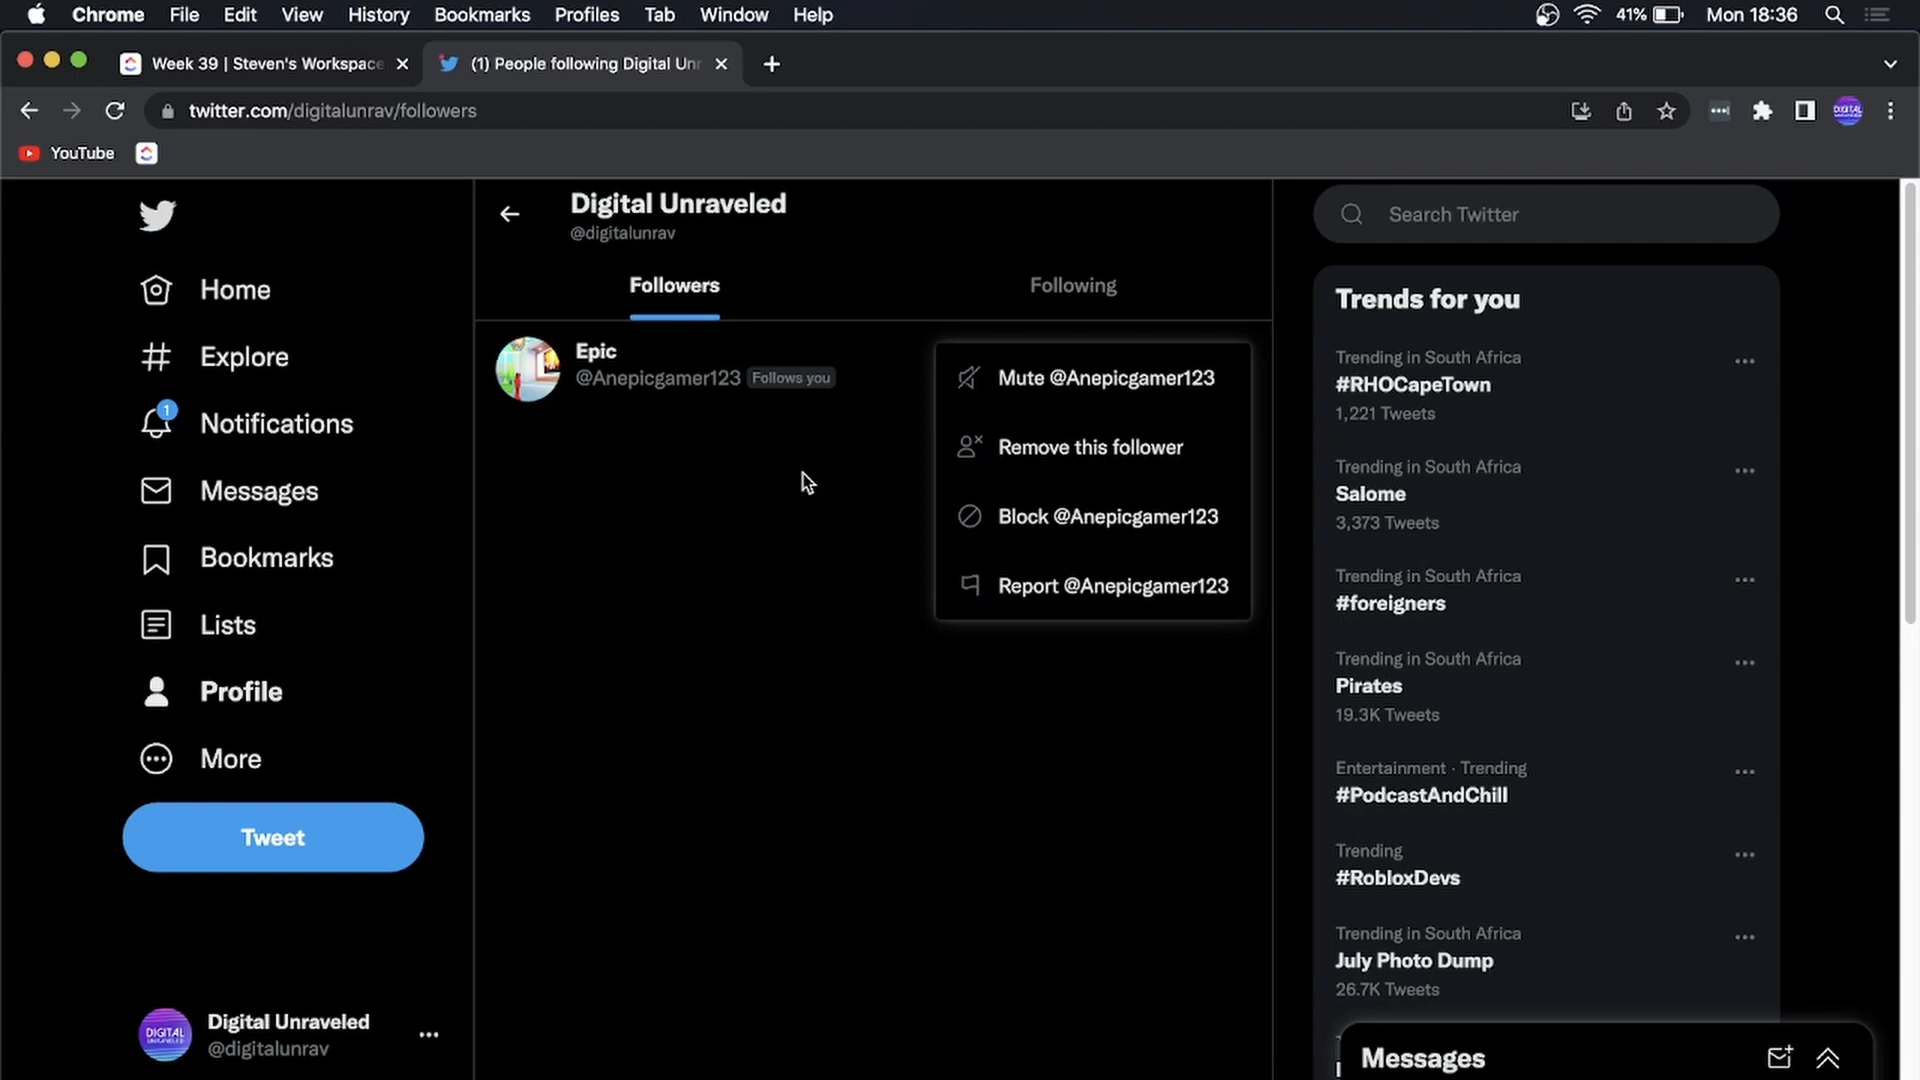 Chrome File Edit View History Bookmarks Profiles Tab Window Help 41% Mon 18:36
Week 39 | Steven's Workspace (1) People following Digital Unr
twitter.com/digitalunrav/followers
YouTube
Home
Explore
1
Notifications
Messages
Bookmarks
Lists
Profile
More
Tweet
DIGITAL
UNRAVELED
Digital Unraveled
@digitalunrav
Digital Unraveled
@digitalunrav
Followers Following
Epic
@Anepicgamer123 Follows you
Mute @Anepicgamer123
Remove this follower
Block @Anepicgamer123
Report @Anepicgamer123
Search Twitter
Trends for you
Trending in South Africa
#RHOCapeTown
1,221 Tweets
Trending in South Africa
Salome
3,373 Tweets
Trending in South Africa
#foreigners
Trending in South Africa
Pirates
19.3K Tweets
Entertainment · Trending
#PodcastAndChill
Trending
#RobloxDevs
Trending in South Africa
July Photo Dump
26.7K Tweets
Messages